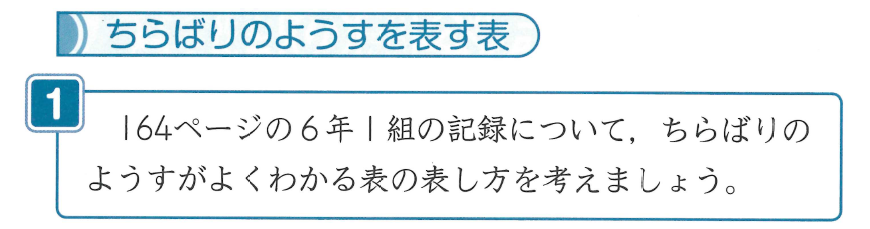 ちらばりのようすを表す表
1
164ページの6年1組の記録について，ちらばりの
ようすがよくわかる表の表し方を考えましょう。